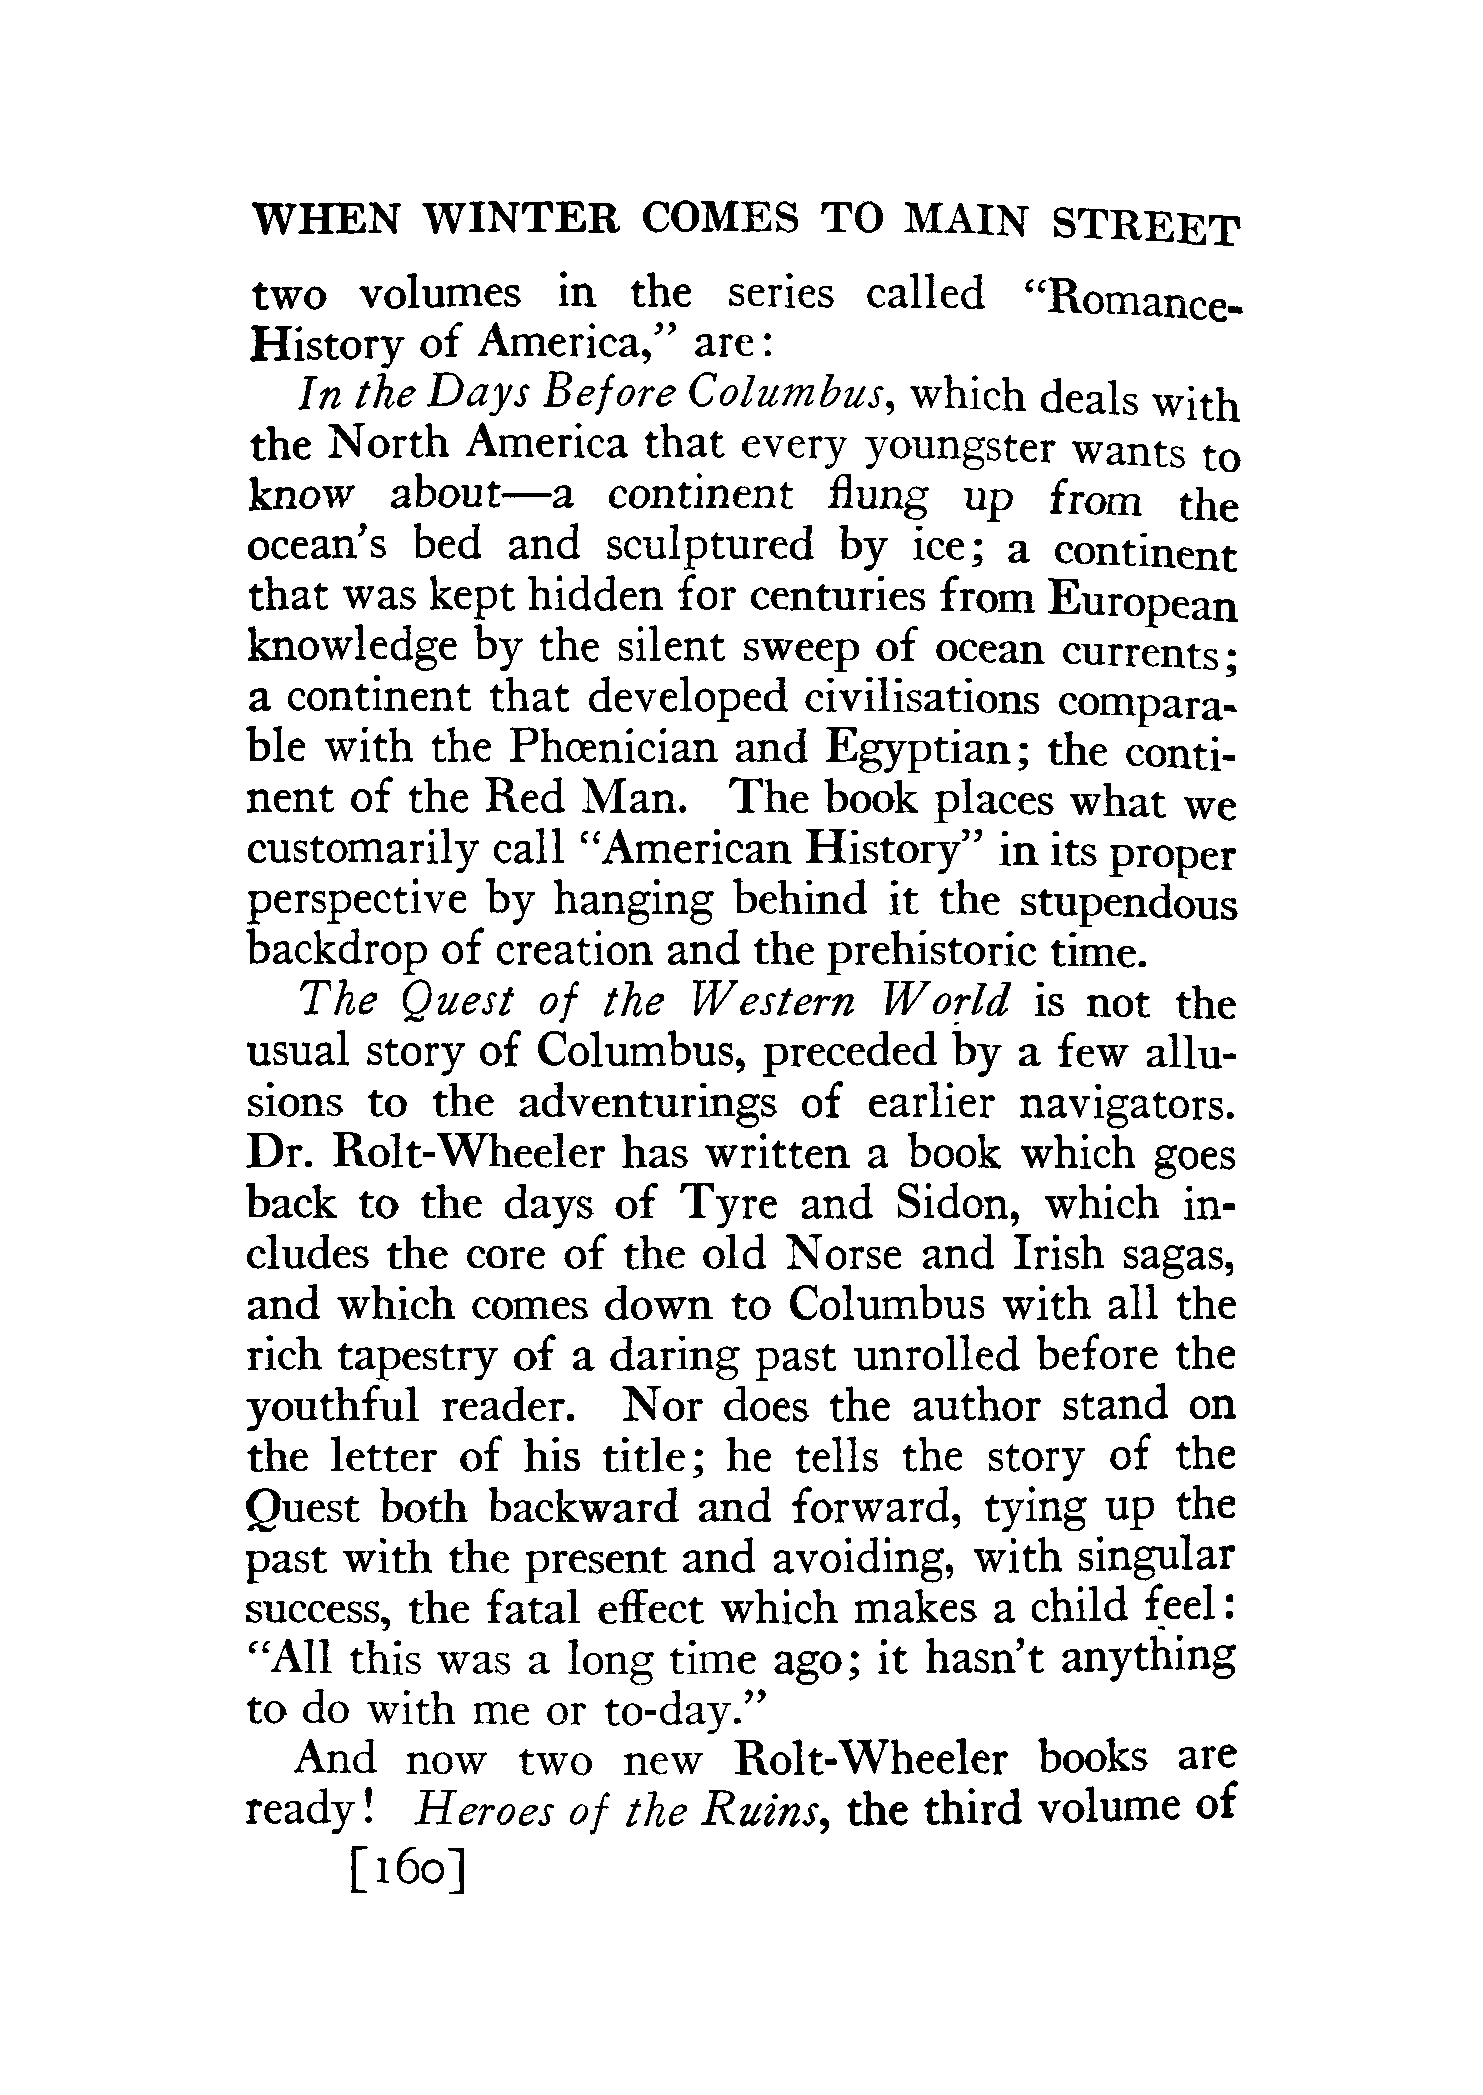 WHEN WINTER COMES TO MAIN STREET
two volumes in the series called “Romance-
History of America,” are:
In the Days Before Columbus, which deals with
the North America that every youngster wants to
know about—a continent flung up from the
ocean’s bed and sculptured by ice; a continent
that was kept hidden for centuries from European
knowledge by the silent sweep of ocean currents;
a continent that developed civilisations compara-
ble with the Phœnician and Egyptian; the conti-
nent of the Red Man. The book places what we
customarily call “American History” in its proper
perspective by hanging behind it the stupendous
backdrop of creation and the prehistoric time.
The Quest of the Western World is not the
usual story of Columbus, preceded by a few allu-
sions to the adventurings of earlier navigators.
Dr. Rolt-Wheeler has written a book which goes
back to the days of Tyre and Sidon, which in-
cludes the core of the old Norse and Irish sagas,
and which comes down to Columbus with all the
rich tapestry of a daring past unrolled before the
youthful reader. Nor does the author stand on
the letter of his title; he tells the story of the
Quest both backward and forward, tying up the
past with the present and avoiding, with singular
success, the fatal effect which makes a child feel:
“All this was a long time ago; it hasn’t anything
to do with me or to-day.”
And now two new Rolt-Wheeler books are
ready! Heroes of the Ruins, the third volume of
[160]